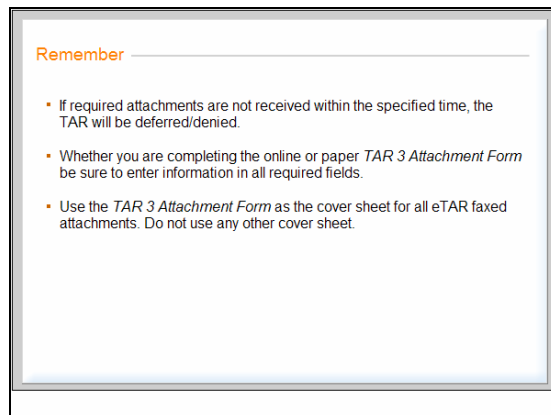 Remember
▪ If required attachments are not received within the specified time, the
TAR will be deferred/denied.
▪ Whether you are completing the online or paper TAR 3 Attachment Form
be sure to enter information in all required fields.
▪ Use the TAR 3 Attachment Form as the cover sheet for all eTAR faxed
attachments. Do not use any other cover sheet.